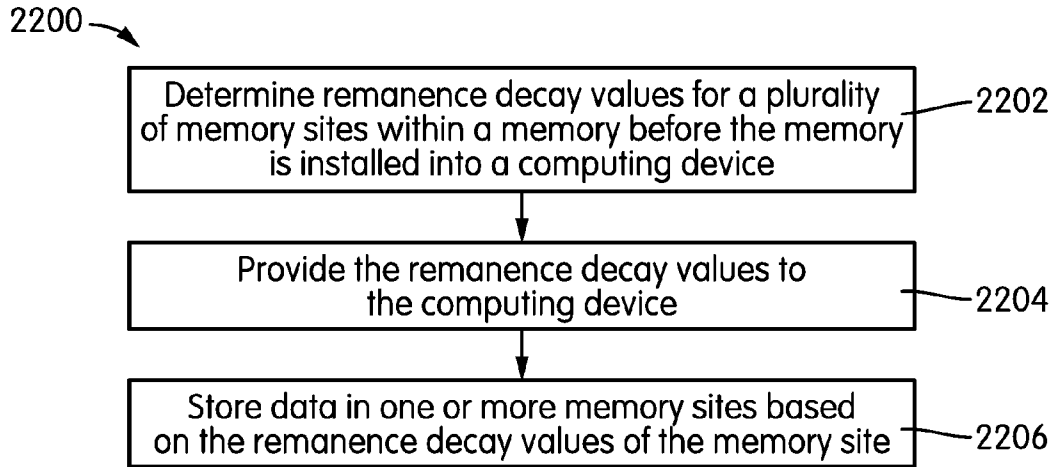 2200
Determine remanence decay values for a plurality
of memory sites within a memory before the memory
is installed into a computing device
2202
Provide the remanence decay values to
the computing device
2204
Store data in one or more memory sites based
on the remanence decay values of the memory site
2206